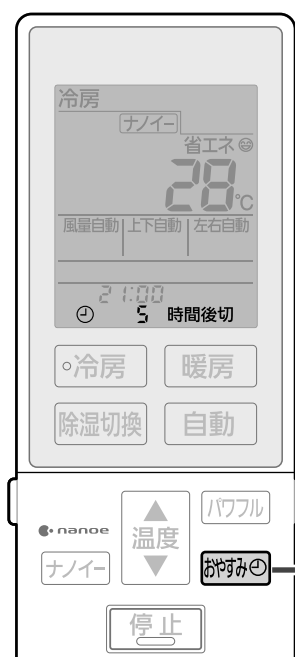 冷房
ナノイー
省エネ
28℃
風量自動 上下自動 左右自動
21:00
5 時間後切
冷房 暖房
除湿切換 自動
パワフル
nanoe 温度
ナノイー おやすみ
停止